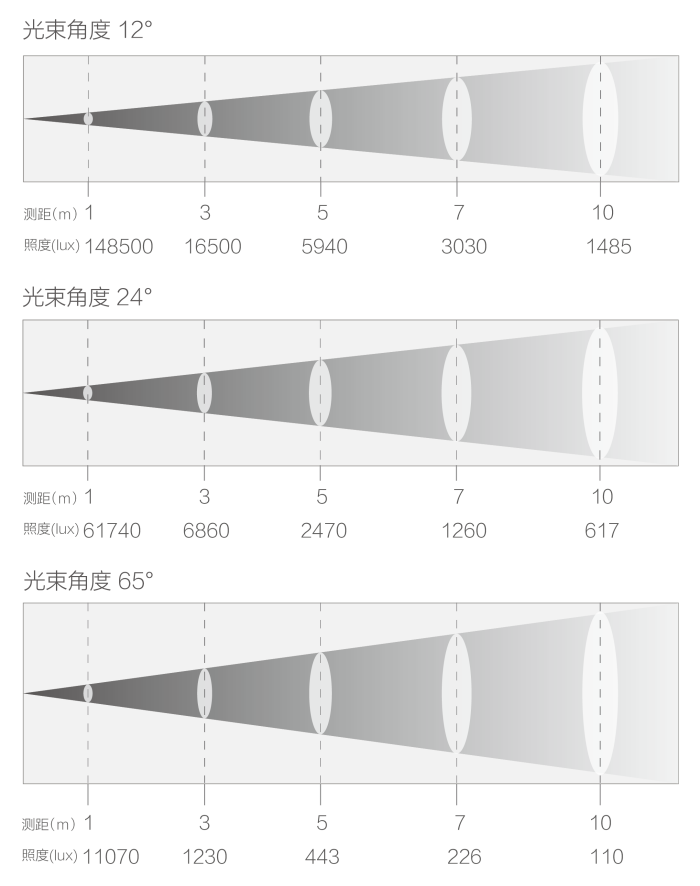 光束角度 12°
测距(m) 1 3 5 7 10
照度(lux) 148500 16500 5940 3030 1485
光束角度 24°
测距(m) 1 3 5 7 10
照度(lux) 61740 6860 2470 1260 617
光束角度 65°
测距(m) 1 3 5 7 10
照度(lux) 11070 1230 443 226 110